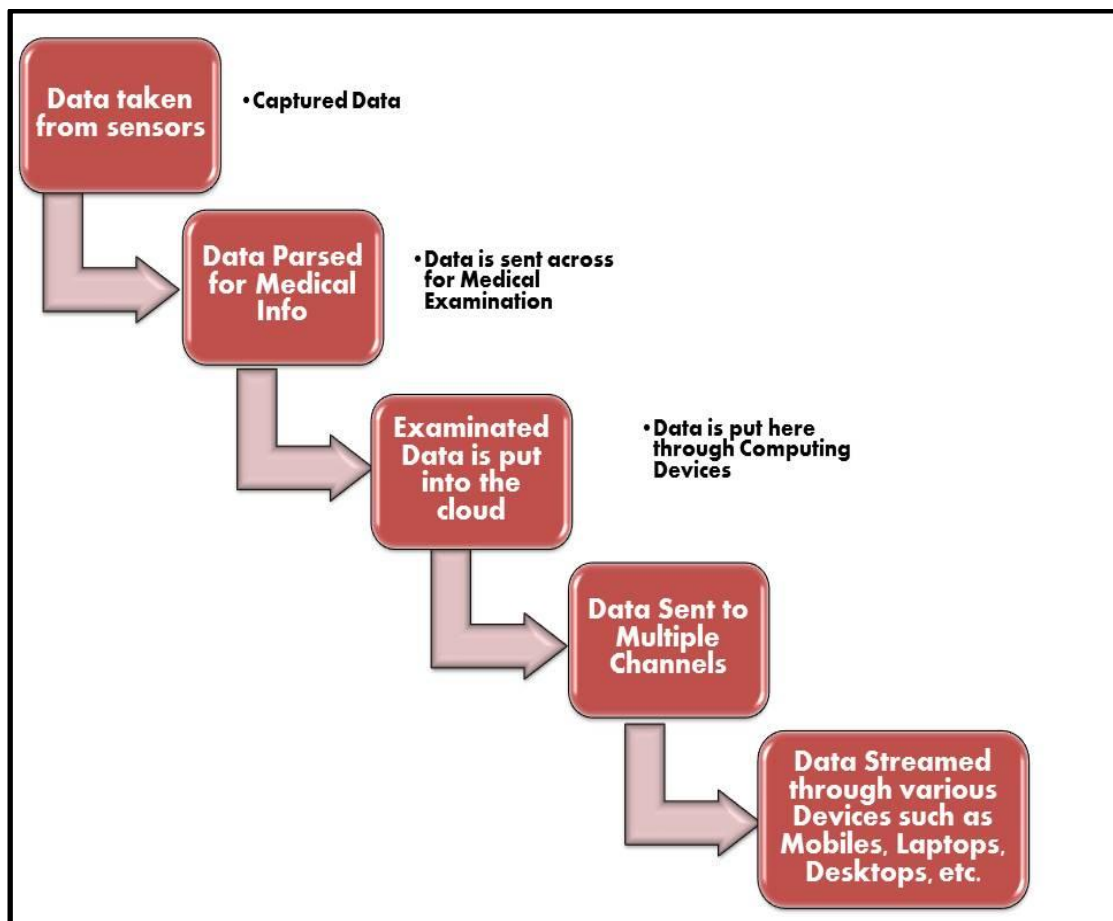 Data taken
from sensors
•Captured Data
Data Parsed
for Medical
Info
•Data is sent across
for Medical
Examination
Examinated
Data is put
into the
cloud
•Data is put here
through Computing
Devices
Data Sent to
Multiple
Channels
Data Streamed
through various
Devices such as
Mobiles, Laptops,
Desktops, etc.